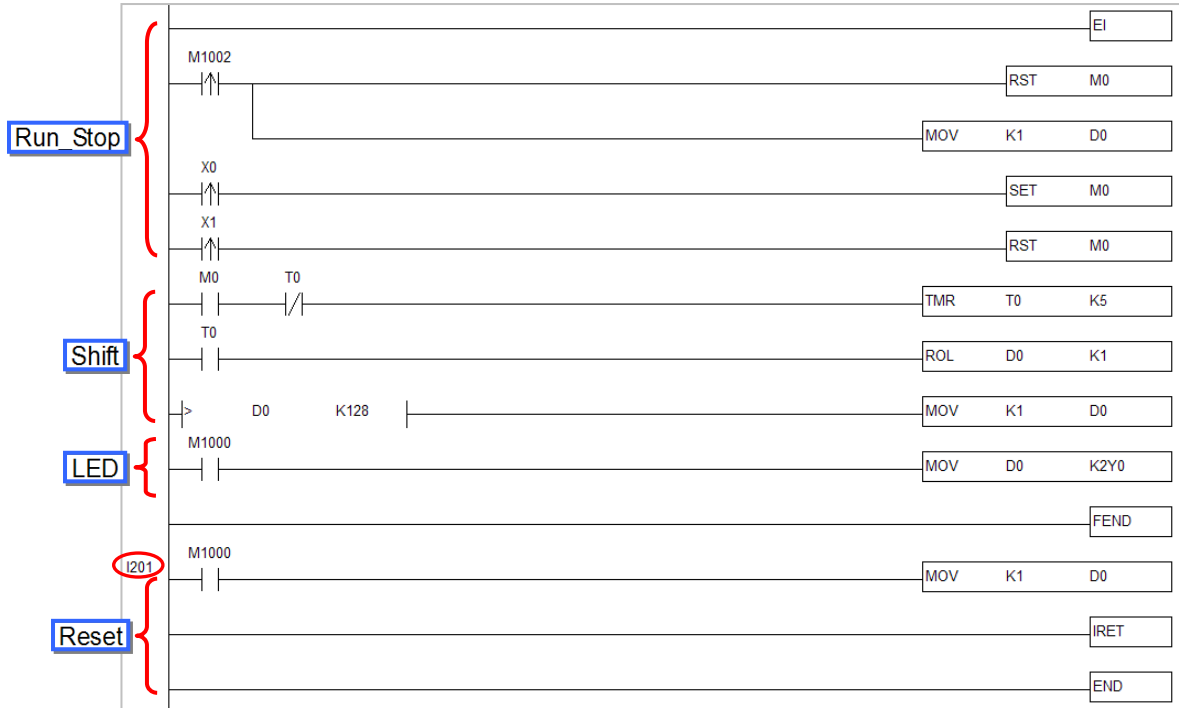 EI
M1002
RST M0
Run_Stop
MOV K1 D0
X0
SET M0
X1
RST M0
M0 T0
TMR T0 K5
T0
Shift
ROL D0 K1
> D0 K128
MOV K1 D0
M1000
LED
MOV D0 K2Y0
FEND
M1000
I201
MOV K1 D0
Reset
IRET
END